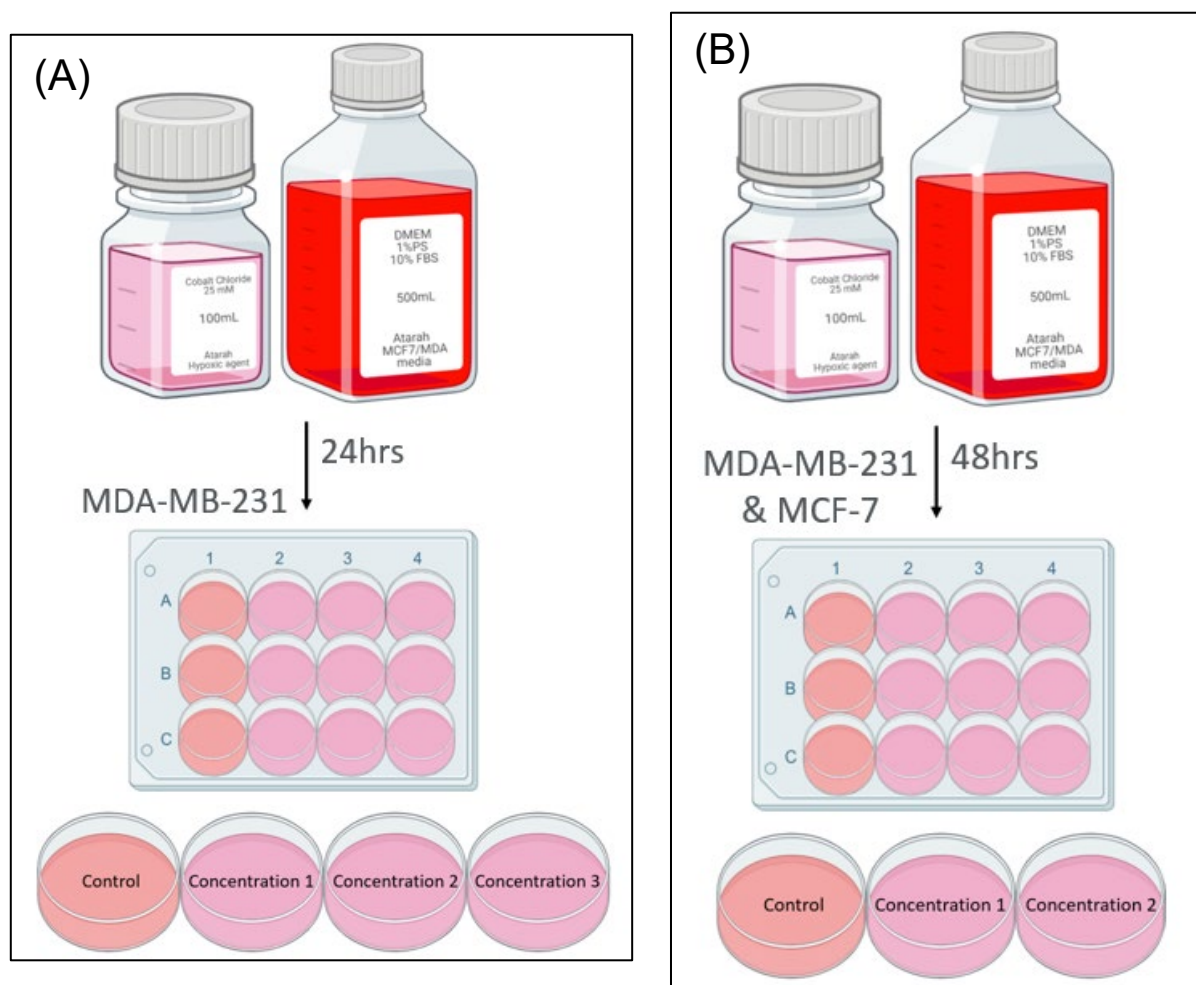 (A)
Cobalt Chloride
25 mM
100mL
Atarah
Hypoxic agent
DMEM
1%PS
10% FBS
500mL
Atarah
MCF7/MDA
media
24hrs
MDA-MB-231
1 2 3 4
A
B
C
Control
Concentration 1
Concentration 2
Concentration 3
(B)
Cobalt Chloride
25 mM
100mL
Atarah
Hypoxic agent
DMEM
1%PS
10% FBS
500mL
Atarah
MCF7/MDA
media
MDA-MB-231
& MCF-7
48hrs
1 2 3 4
A
B
C
Control
Concentration 1
Concentration 2